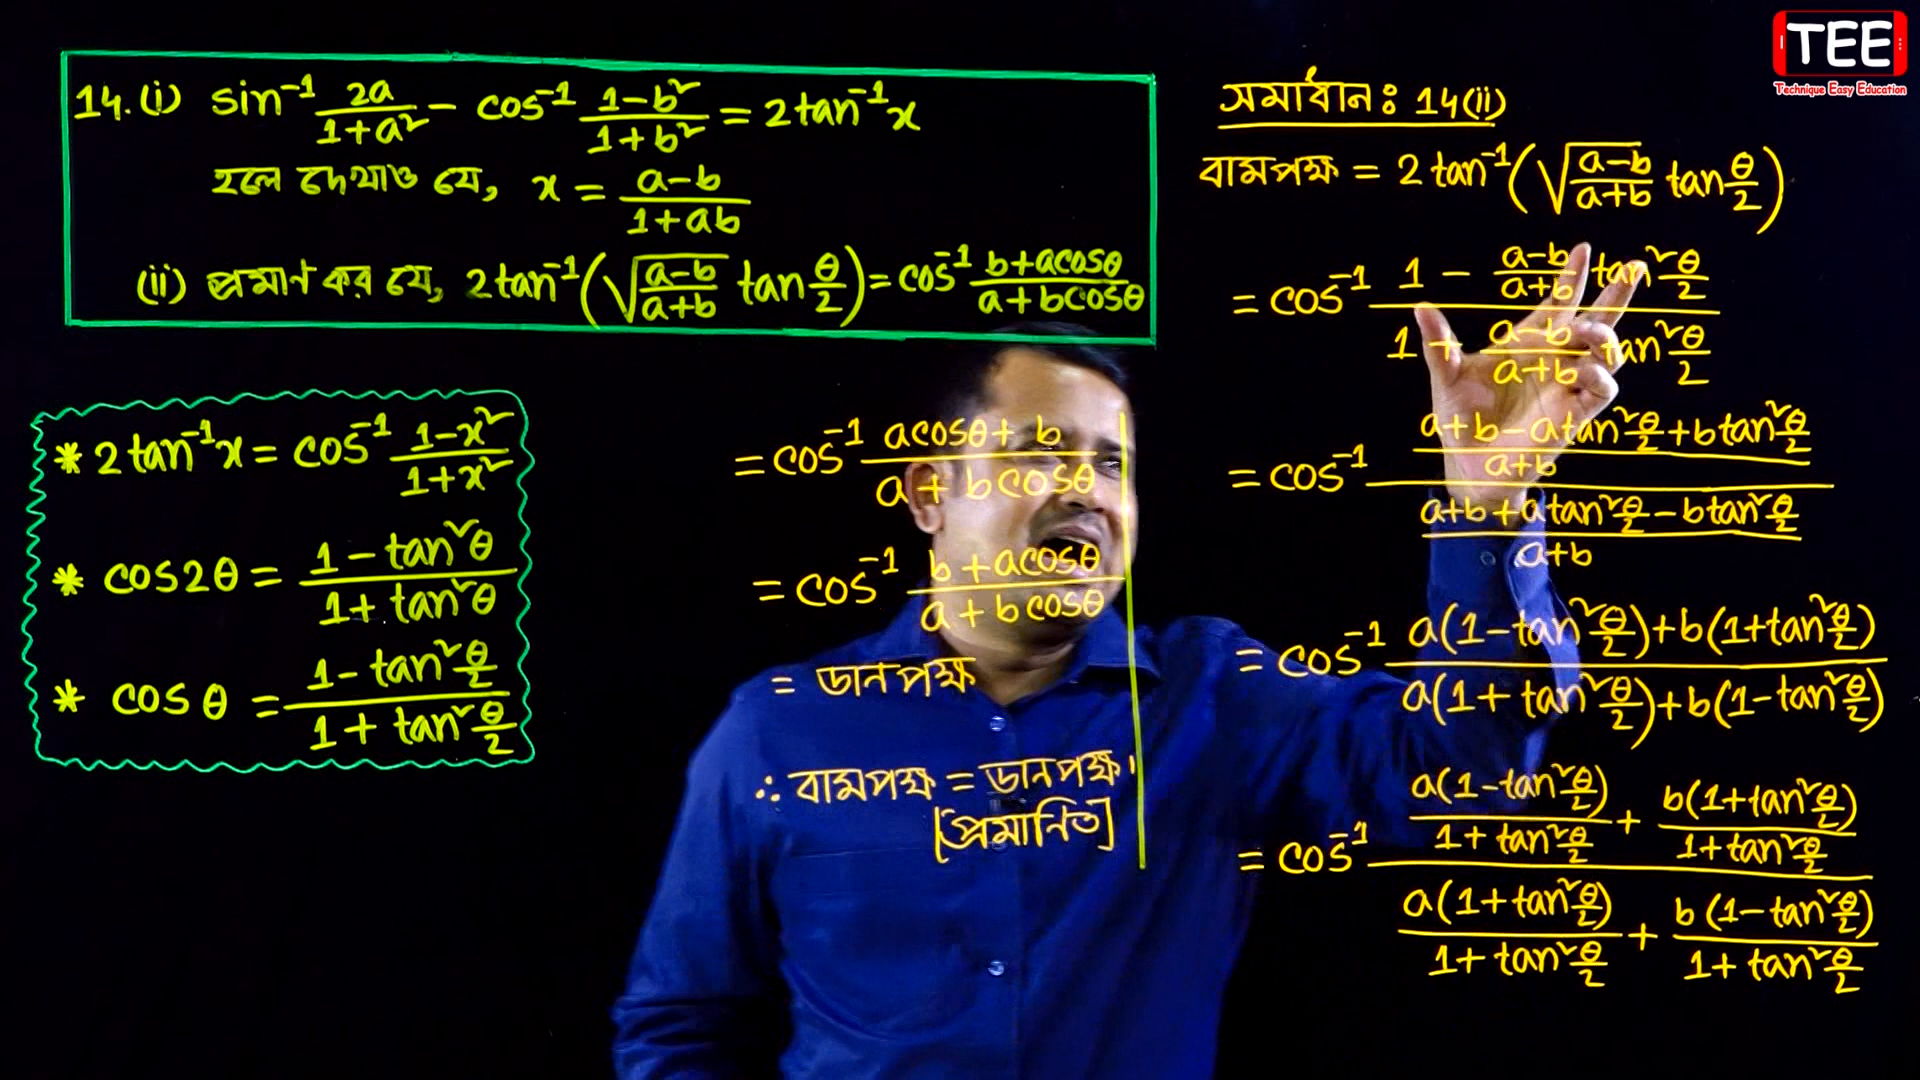 TEE
Technique Easy Education
14.(i) sin⁻¹ 2a/(1+a²) − cos⁻¹ (1−b²)/(1+b²) = 2tan⁻¹x
হলে দেখাও যে, x = (a−b)/(1+ab)
(ii) প্রমাণ কর যে, 2tan⁻¹(√((a−b)/(a+b)) tan θ/2) = cos⁻¹ (b+acosθ)/(a+bcosθ)
* 2tan⁻¹x = cos⁻¹ (1−x²)/(1+x²)
* cos2θ = (1−tan²θ)/(1+tan²θ)
* cosθ = (1−tan²θ/2)/(1+tan²θ/2)
সমাধান: 14(ii)
বামপক্ষ = 2tan⁻¹(√((a−b)/(a+b)) tan θ/2)
= cos⁻¹ (1 − (a−b)/(a+b) tan²θ/2)/(1 + (a−b)/(a+b) tan²θ/2)
= cos⁻¹ ((a+b−atan²θ/2+btan²θ/2)/(a+b))/((a+b+atan²θ/2−btan²θ/2)/(a+b))
= cos⁻¹ (a(1−tan²θ/2)+b(1+tan²θ/2))/(a(1+tan²θ/2)+b(1−tan²θ/2))
= cos⁻¹ (a(1−tan²θ/2)/(1+tan²θ/2) + b(1+tan²θ/2)/(1+tan²θ/2))/(a(1+tan²θ/2)/(1+tan²θ/2) + b(1−tan²θ/2)/(1+tan²θ/2))
= cos⁻¹ (acosθ+b)/(a+bcosθ)
= cos⁻¹ (b+acosθ)/(a+bcosθ)
= ডানপক্ষ
∴ বামপক্ষ = ডানপক্ষ।
[প্রমাণিত]